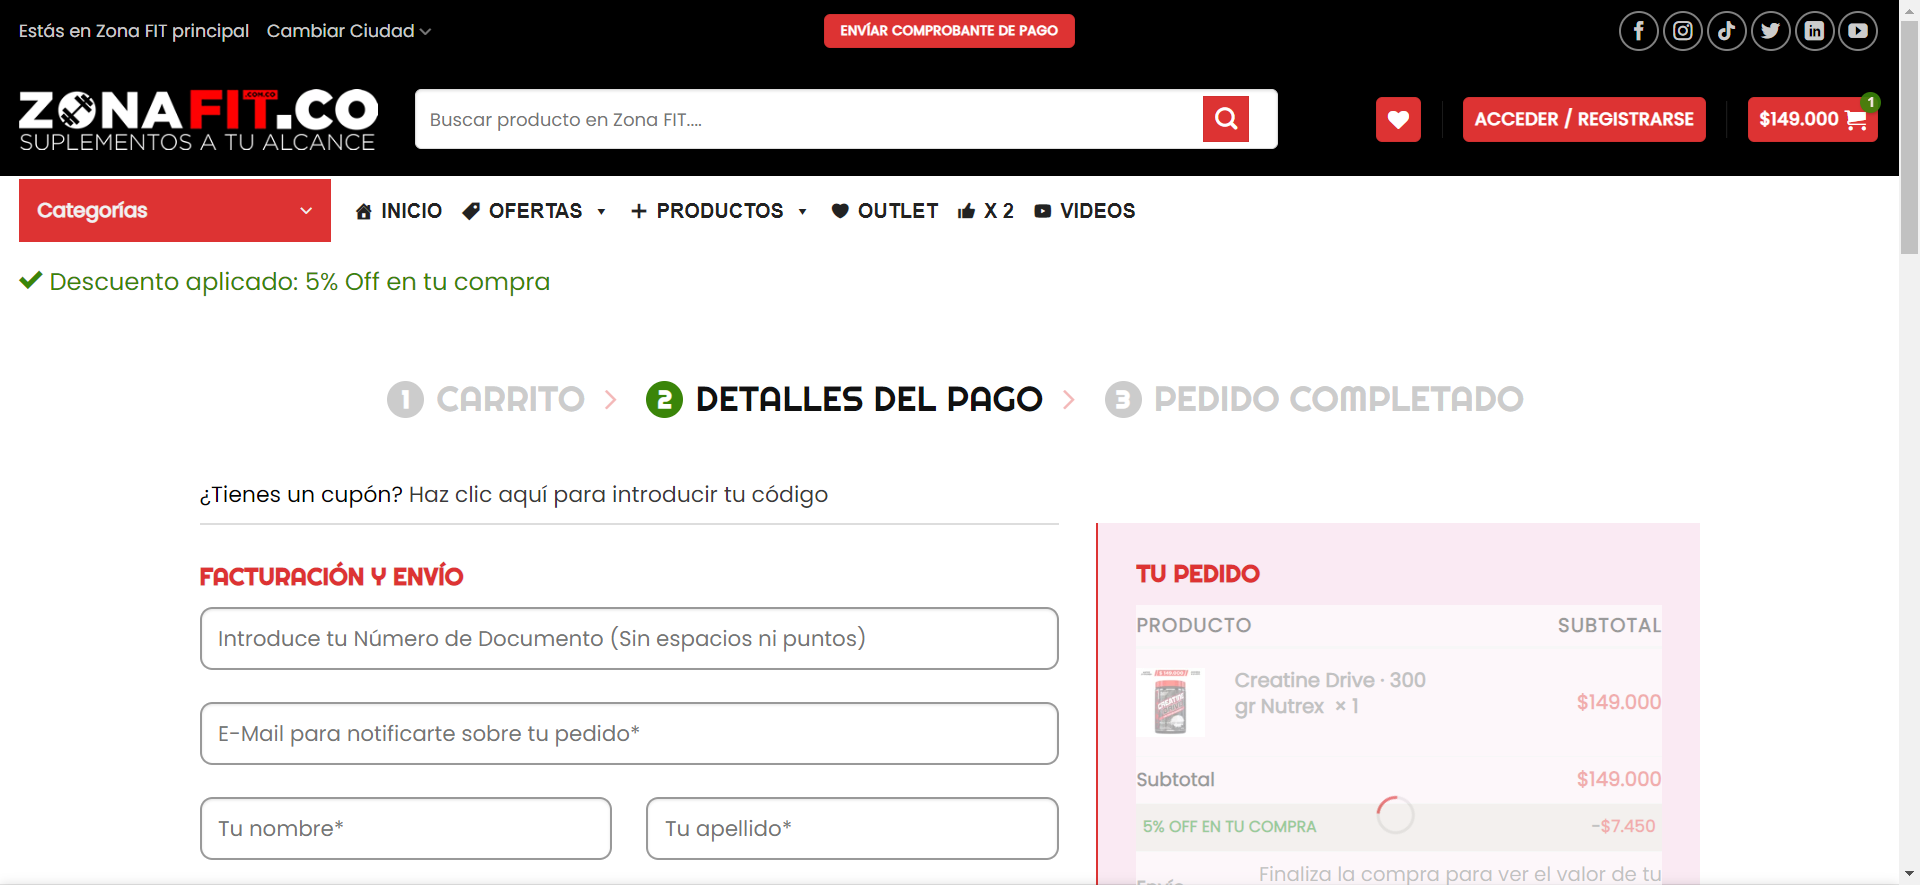 Estás en Zona FIT principal
Cambiar Ciudad
ENVÍAR COMPROBANTE DE PAGO
ZONAFIT.CO
.COM.CO
SUPLEMENTOS A TU ALCANCE
Buscar producto en Zona FIT....
ACCEDER / REGISTRARSE
$149.000
1
Categorías
INICIO
OFERTAS
PRODUCTOS
OUTLET
X 2
VIDEOS
Descuento aplicado: 5% Off en tu compra
1 CARRITO
2 DETALLES DEL PAGO
3 PEDIDO COMPLETADO
¿Tienes un cupón? Haz clic aquí para introducir tu código
FACTURACIÓN Y ENVÍO
Introduce tu Número de Documento (Sin espacios ni puntos)
E-Mail para notificarte sobre tu pedido*
Tu nombre*
Tu apellido*
TU PEDIDO
PRODUCTO
SUBTOTAL
Creatine Drive · 300
gr Nutrex × 1
$149.000
Subtotal
$149.000
5% OFF EN TU COMPRA
-$7.450
Finaliza la compra para ver el valor de tu
Envío